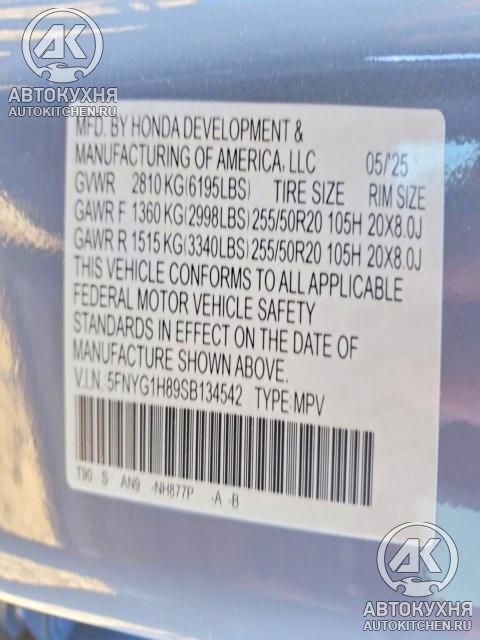 AK
АВТОКУХНЯ
AUTOKITCHEN.RU
MFD. BY HONDA DEVELOPMENT &
MANUFACTURING OF AMERICA, LLC 05/'25
GVWR 2810 KG(6195LBS) TIRE SIZE RIM SIZE
GAWR F 1360 KG(2998LBS) 255/50R20 105H 20X8.0J
GAWR R 1515 KG(3340LBS) 255/50R20 105H 20X8.0J
THIS VEHICLE CONFORMS TO ALL APPLICABLE
FEDERAL MOTOR VEHICLE SAFETY
STANDARDS IN EFFECT ON THE DATE OF
MANUFACTURE SHOWN ABOVE.
V.I.N. 5FNYG1H89SB134542 TYPE:MPV
T90 S AN9 -NH877P -A -B
AK
АВТОКУХНЯ
AUTOKITCHEN.RU